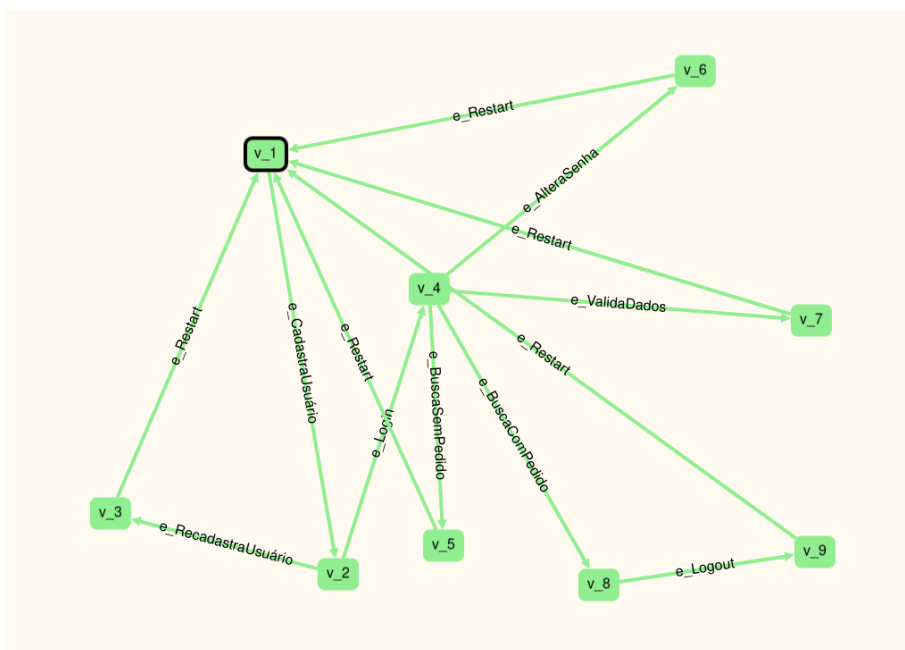 v_6
e_Restart
v_1
e_AlteraSenha
e_Restart
v_4
e_ValidaDados
v_7
e_Restart
e_CadastraUsuário
e_Restart
e_Restart
e_BuscaSemPedido
e_BuscaComPedido
e_Login
v_3
e_RecadastraUsuário
v_2
v_5
v_8
e_Logout
v_9